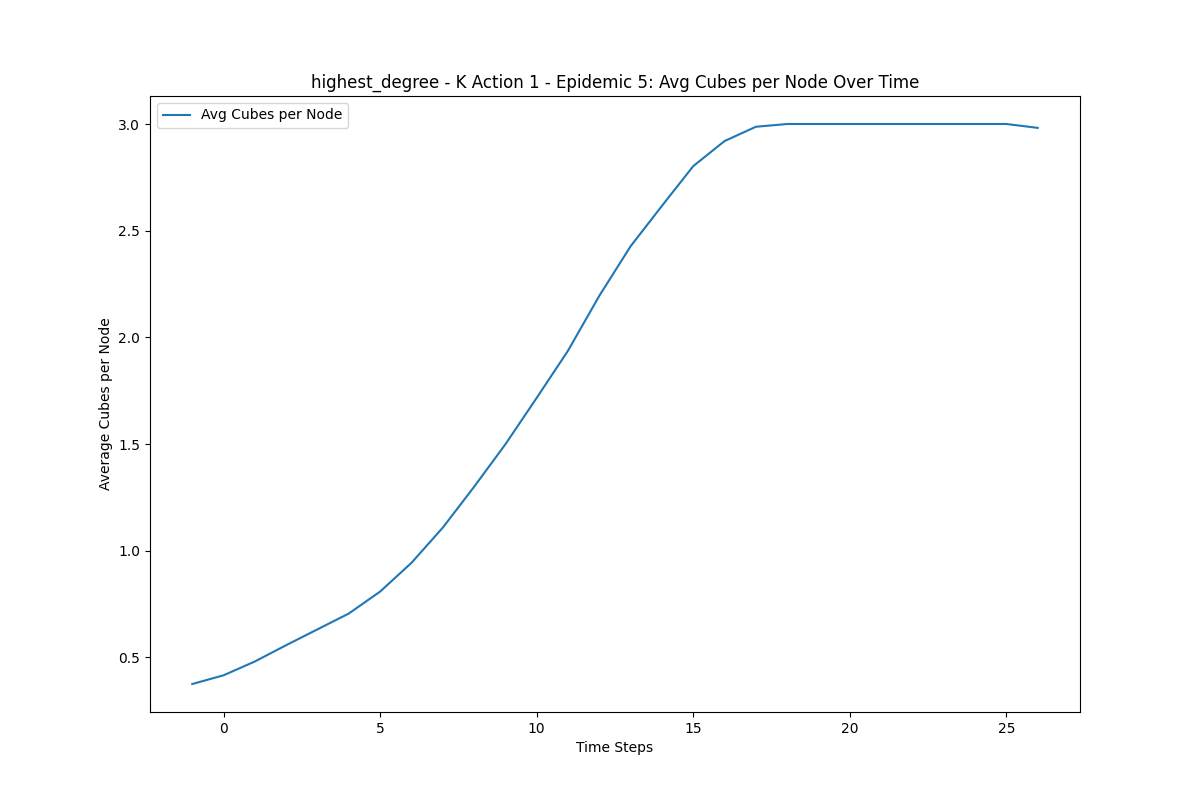 highest_degree - K Action 1 - Epidemic 5: Avg Cubes per Node Over Time
Avg Cubes per Node
3.0
2.5
2.0
1.5
1.0
0.5
Average Cubes per Node
0 5 10 15 20 25
Time Steps